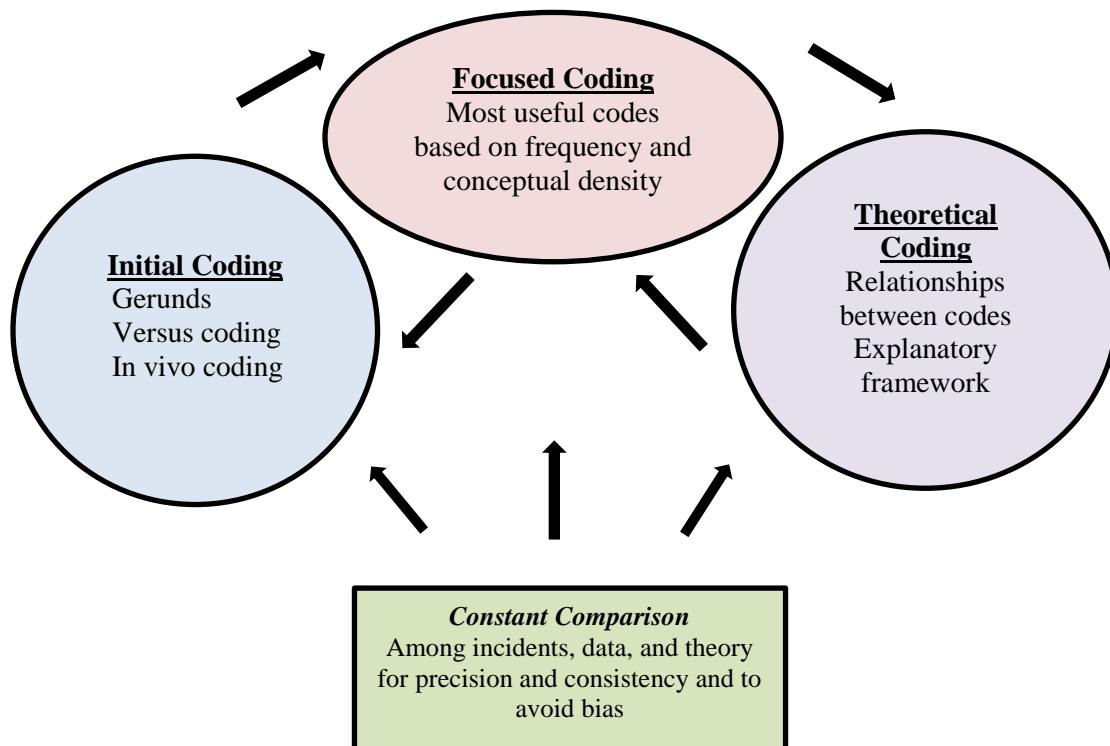 Focused Coding
Most useful codes
based on frequency and
conceptual density
Initial Coding
Gerunds
Versus coding
In vivo coding
Theoretical
Coding
Relationships
between codes
Explanatory
framework
Constant Comparison
Among incidents, data, and theory
for precision and consistency and to
avoid bias